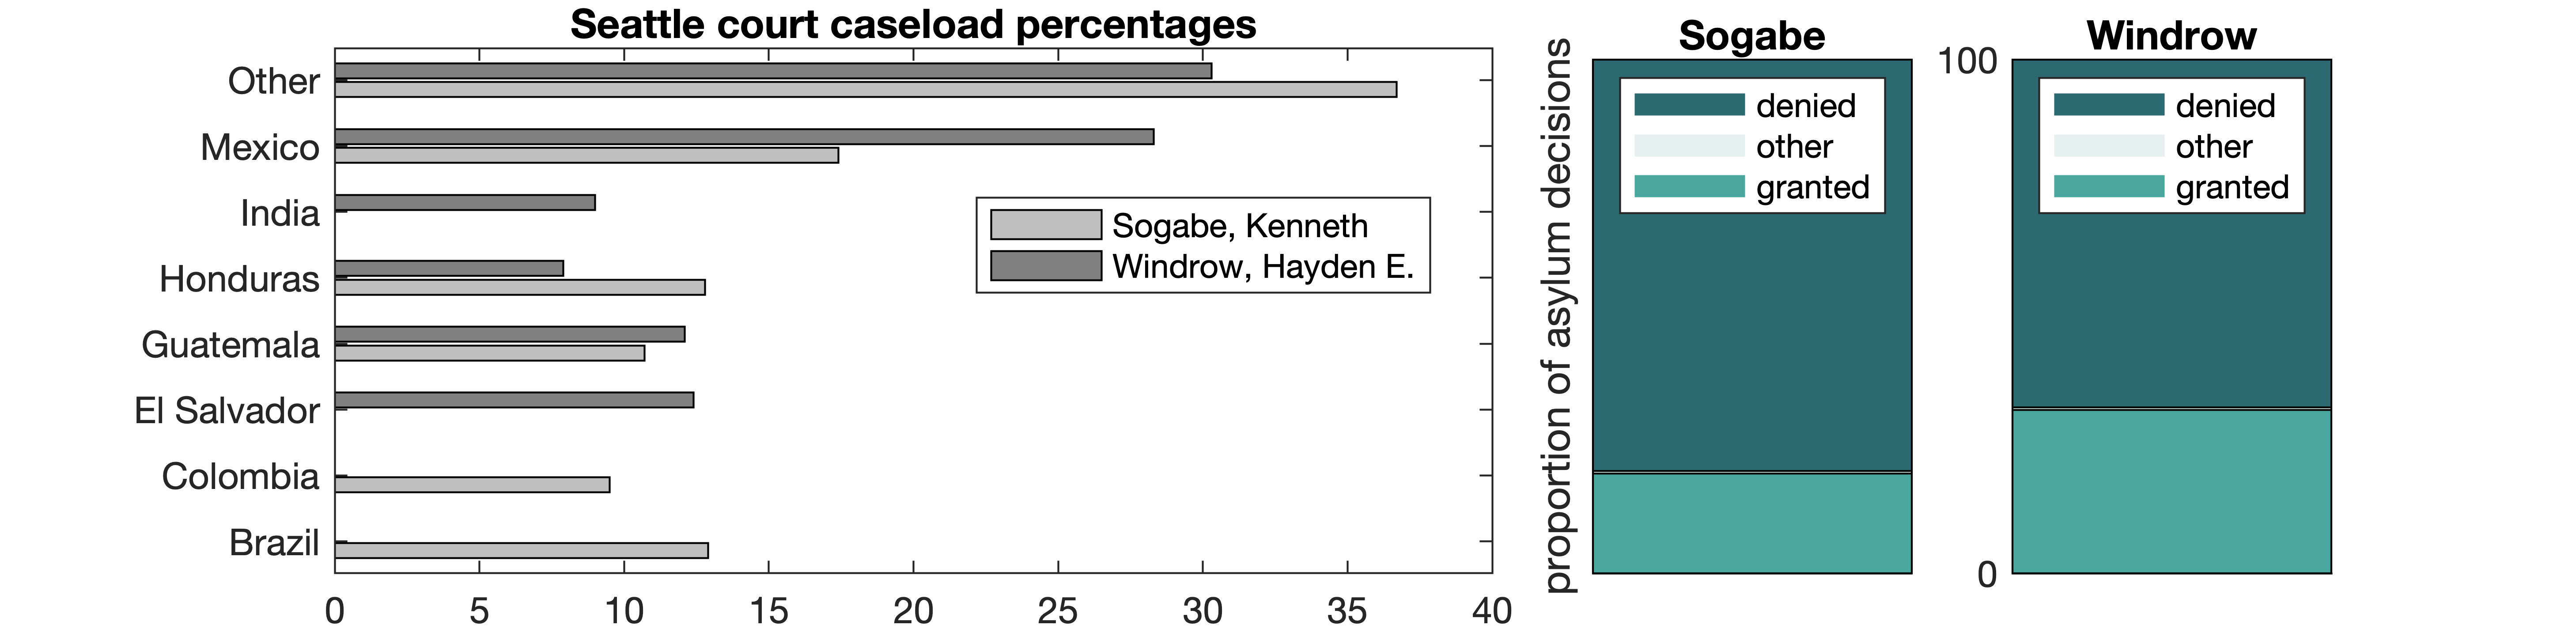 Seattle court caseload percentages
Other
Mexico
India
Honduras
Guatemala
El Salvador
Colombia
Brazil
0 5 10 15 20 25 30 35 40
Sogabe, Kenneth
Windrow, Hayden E.
proportion of asylum decisions
Sogabe
denied
other
granted
Windrow
100
0
denied
other
granted